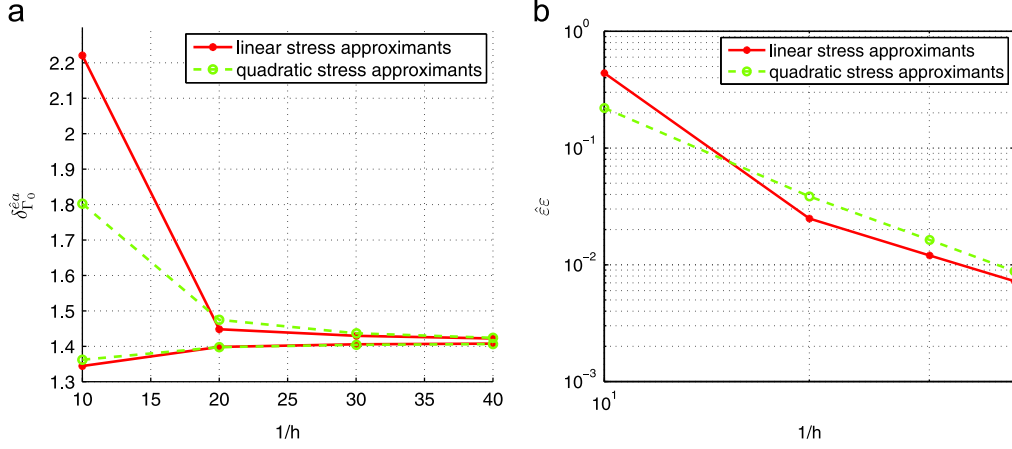 a
linear stress approximants
quadratic stress approximants
2.2
2.1
2
1.9
1.8
1.7
1.6
1.5
1.4
1.3
10
15
20
25
30
35
40
1/h
δ^{êa}_{Γ₀}
b
linear stress approximants
quadratic stress approximants
10⁰
10⁻¹
10⁻²
10⁻³
10¹
1/h
ε̂ε